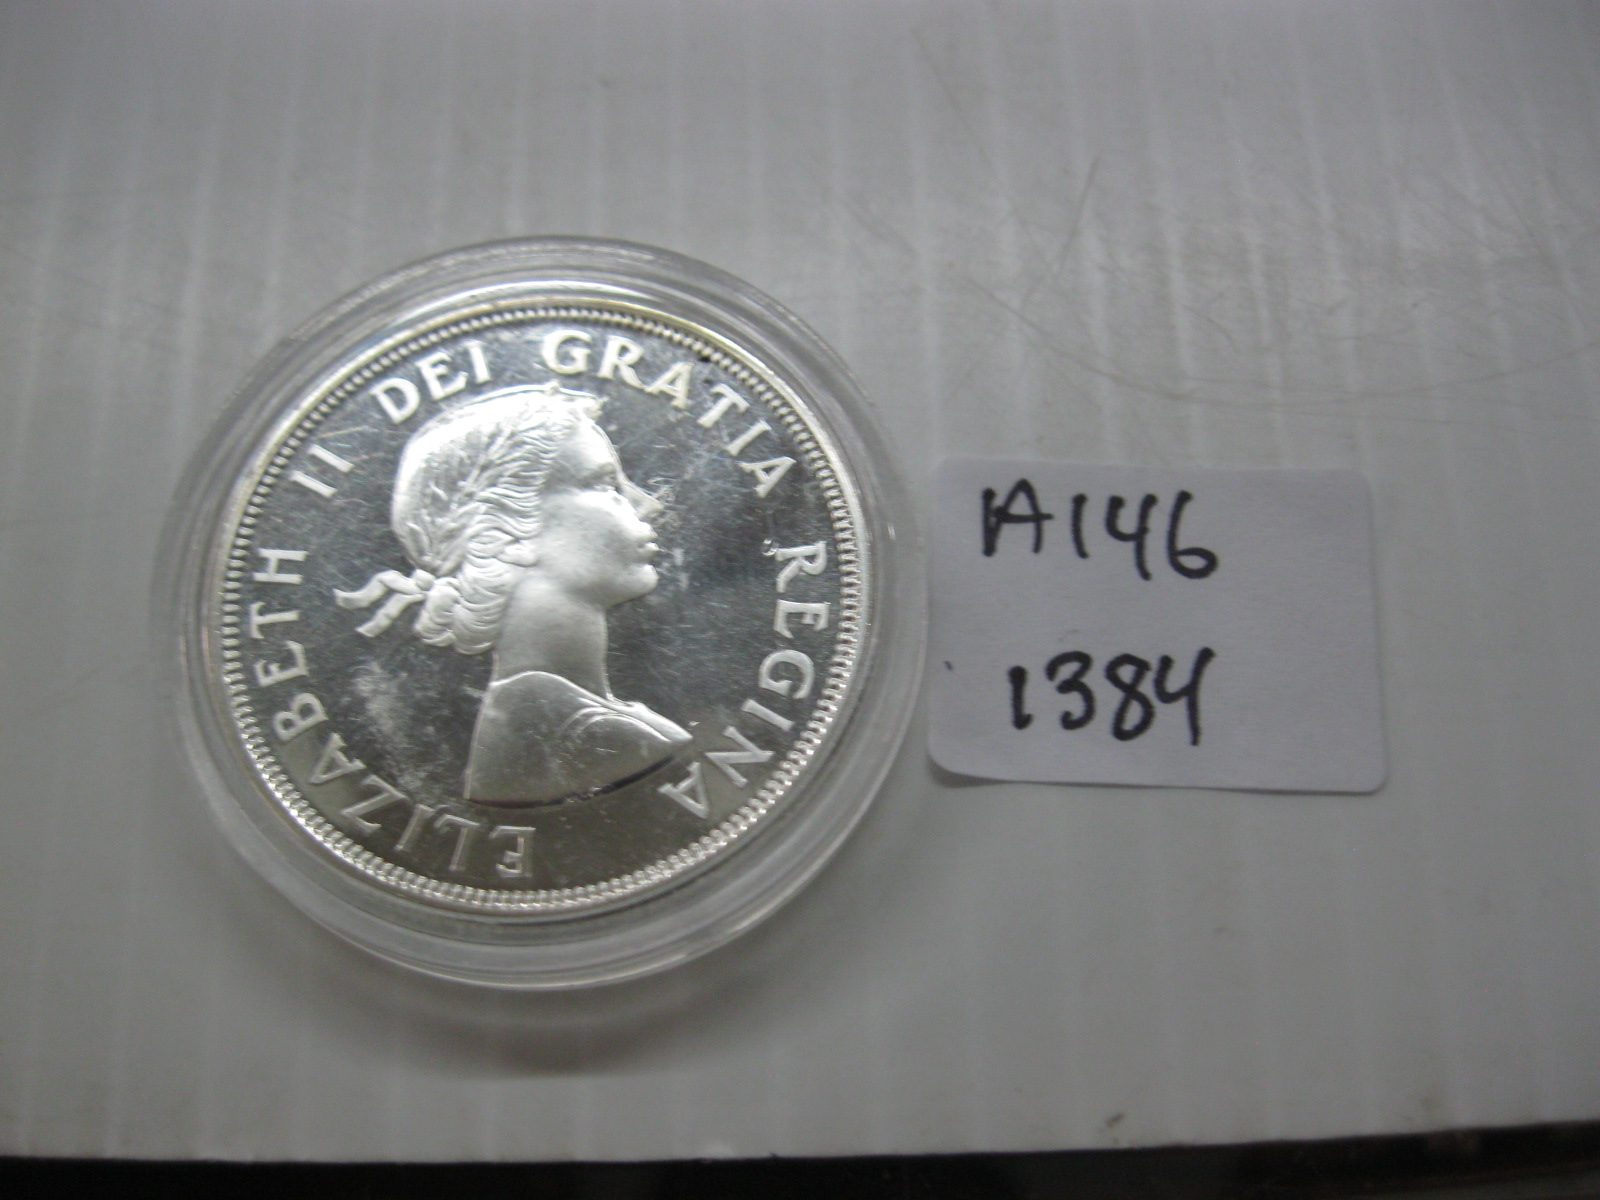 ELIZABETH II DEI GRATIA REGINA
A146
1384